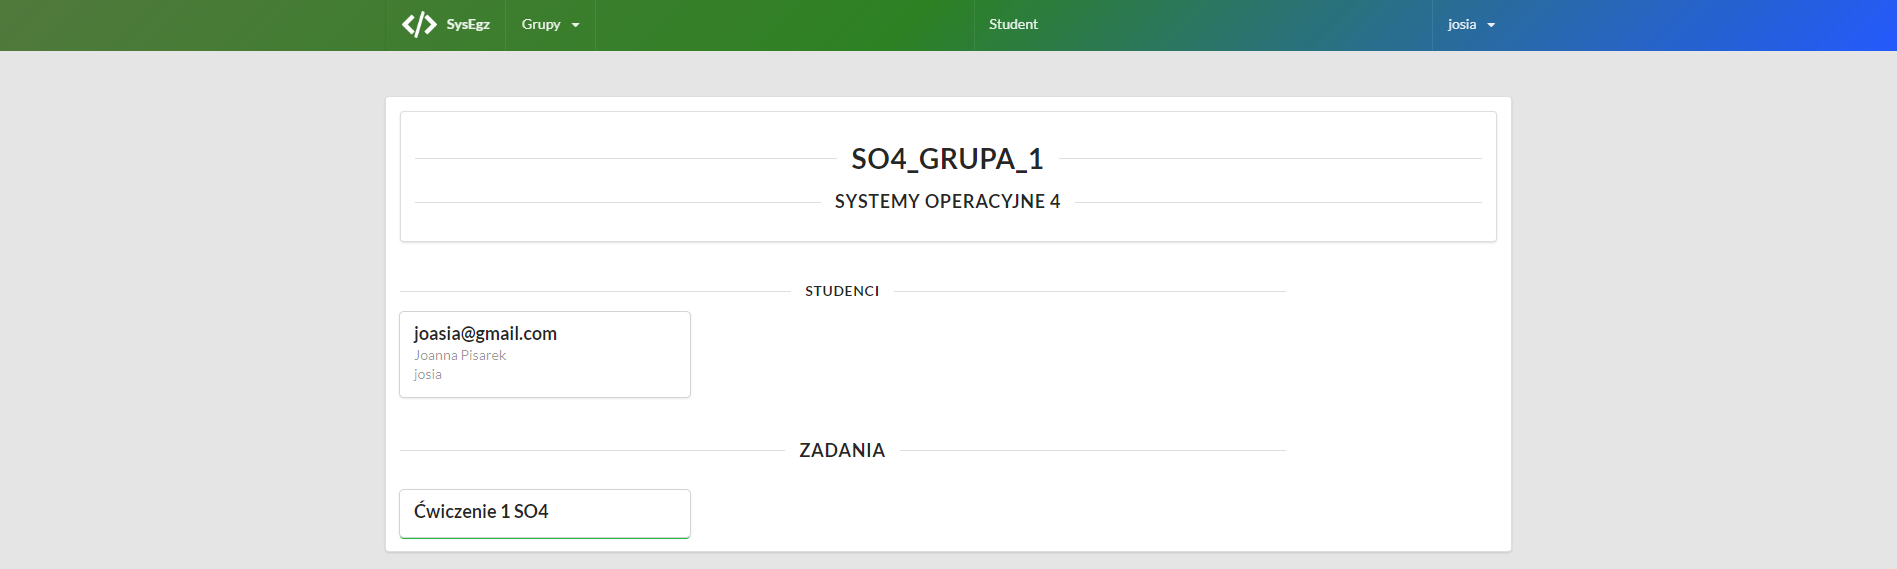 SysEgz Grupy Student josia
SO4_GRUPA_1
SYSTEMY OPERACYJNE 4
STUDENCI
joasia@gmail.com
Joanna Pisarek
josia
ZADANIA
Ćwiczenie 1 SO4